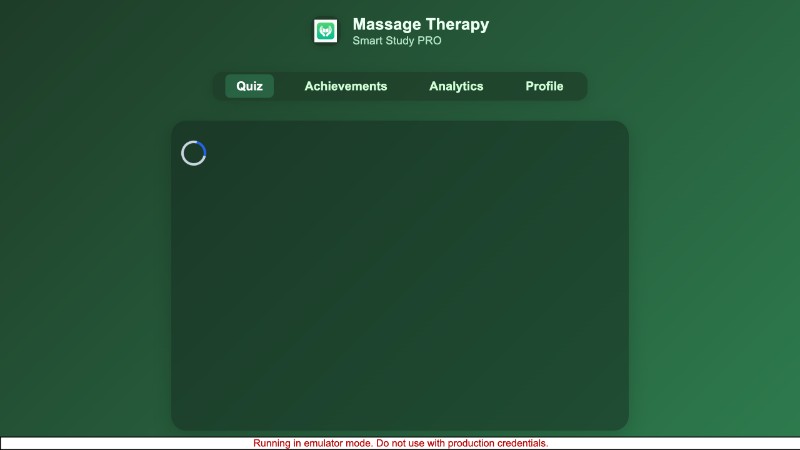 Massage Therapy
Smart Study PRO
Quiz
Achievements
Analytics
Profile
Running in emulator mode. Do not use with production credentials.